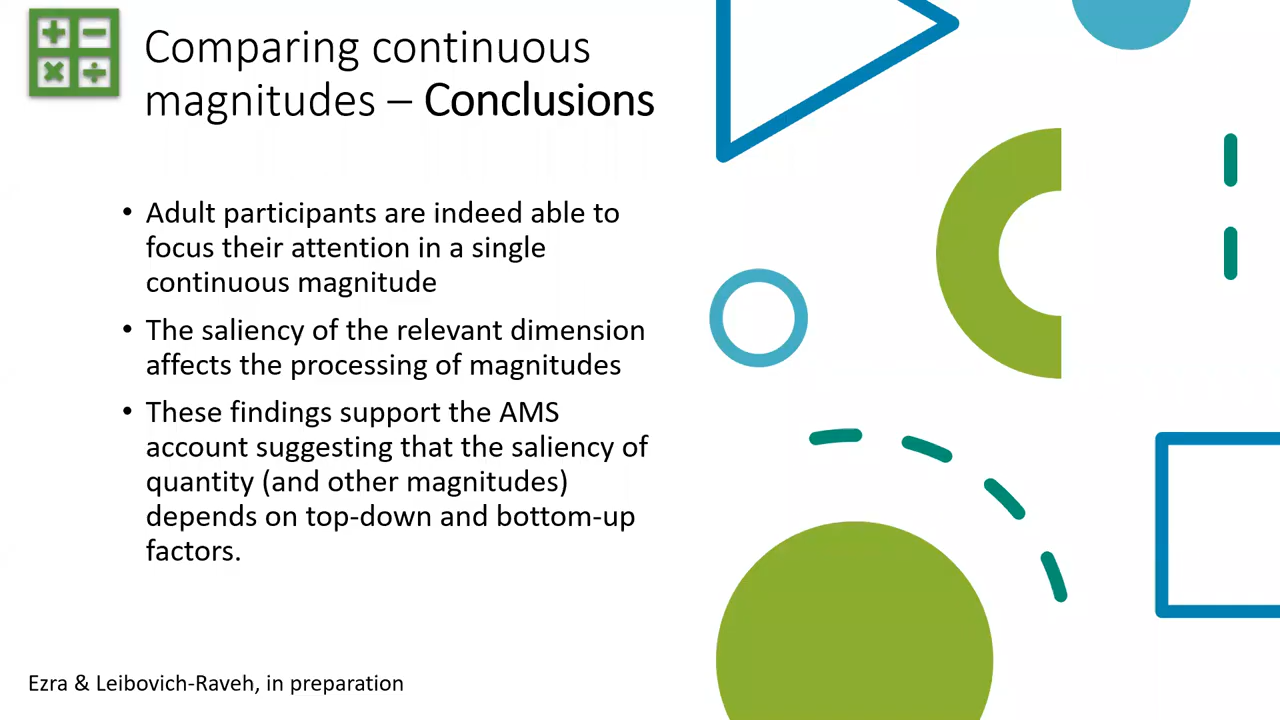 Comparing continuous
magnitudes – Conclusions
• Adult participants are indeed able to
focus their attention in a single
continuous magnitude
• The saliency of the relevant dimension
affects the processing of magnitudes
• These findings support the AMS
account suggesting that the saliency of
quantity (and other magnitudes)
depends on top-down and bottom-up
factors.
Ezra & Leibovich-Raveh, in preparation